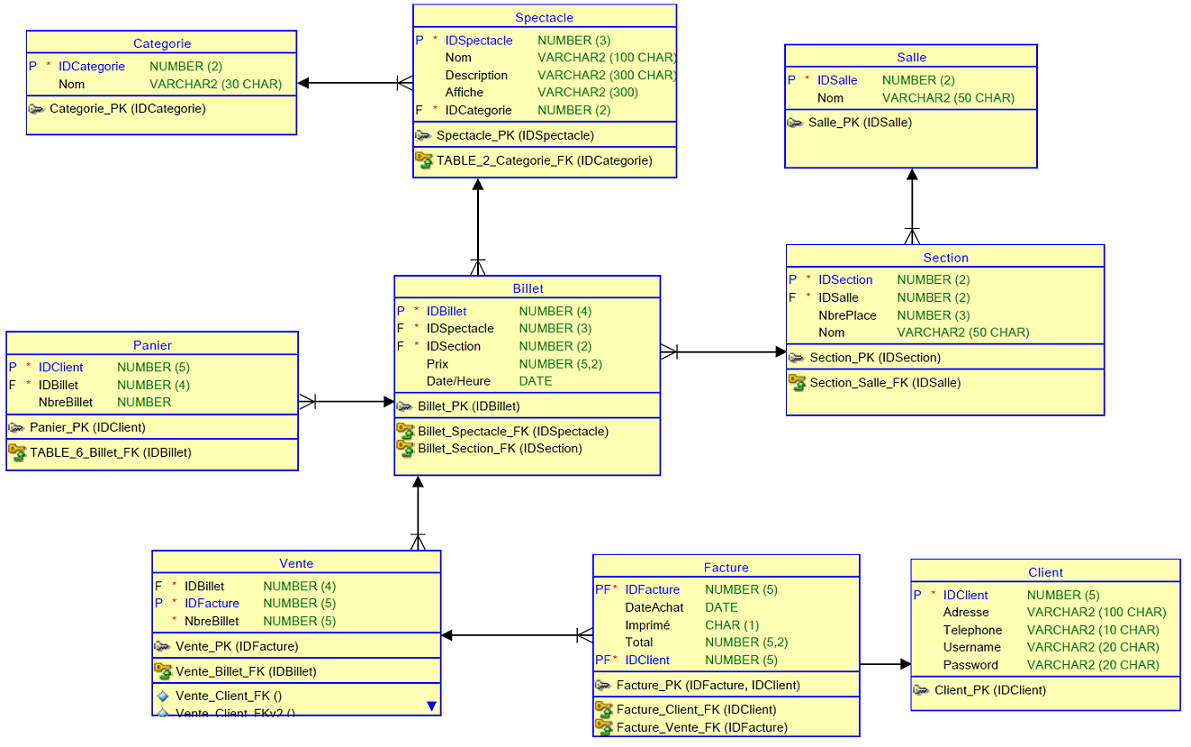 Categorie
P * IDCategorie NUMBER (2)
Nom VARCHAR2 (30 CHAR)
Categorie_PK (IDCategorie)
Spectacle
P * IDSpectacle NUMBER (3)
Nom VARCHAR2 (100 CHAR)
Description VARCHAR2 (300 CHAR)
Affiche VARCHAR2 (300)
F * IDCategorie NUMBER (2)
Spectacle_PK (IDSpectacle)
TABLE_2_Categorie_FK (IDCategorie)
Salle
P * IDSalle NUMBER (2)
Nom VARCHAR2 (50 CHAR)
Salle_PK (IDSalle)
Section
P * IDSection NUMBER (2)
F * IDSalle NUMBER (2)
NbrePlace NUMBER (3)
Nom VARCHAR2 (50 CHAR)
Section_PK (IDSection)
Section_Salle_FK (IDSalle)
Billet
P * IDBillet NUMBER (4)
F * IDSpectacle NUMBER (3)
F * IDSection NUMBER (2)
Prix NUMBER (5,2)
Date/Heure DATE
Billet_PK (IDBillet)
Billet_Spectacle_FK (IDSpectacle)
Billet_Section_FK (IDSection)
Panier
P * IDClient NUMBER (5)
F * IDBillet NUMBER (4)
NbreBillet NUMBER
Panier_PK (IDClient)
TABLE_6_Billet_FK (IDBillet)
Vente
F * IDBillet NUMBER (4)
P * IDFacture NUMBER (5)
* NbreBillet NUMBER (5)
Vente_PK (IDFacture)
Vente_Billet_FK (IDBillet)
Vente_Client_FK ()
Vente_Client_FKv2 ()
Facture
PF* IDFacture NUMBER (5)
DateAchat DATE
Imprimé CHAR (1)
Total NUMBER (5,2)
PF* IDClient NUMBER (5)
Facture_PK (IDFacture, IDClient)
Facture_Client_FK (IDClient)
Facture_Vente_FK (IDFacture)
Client
P * IDClient NUMBER (5)
Adresse VARCHAR2 (100 CHAR)
Telephone VARCHAR2 (10 CHAR)
Username VARCHAR2 (20 CHAR)
Password VARCHAR2 (20 CHAR)
Client_PK (IDClient)